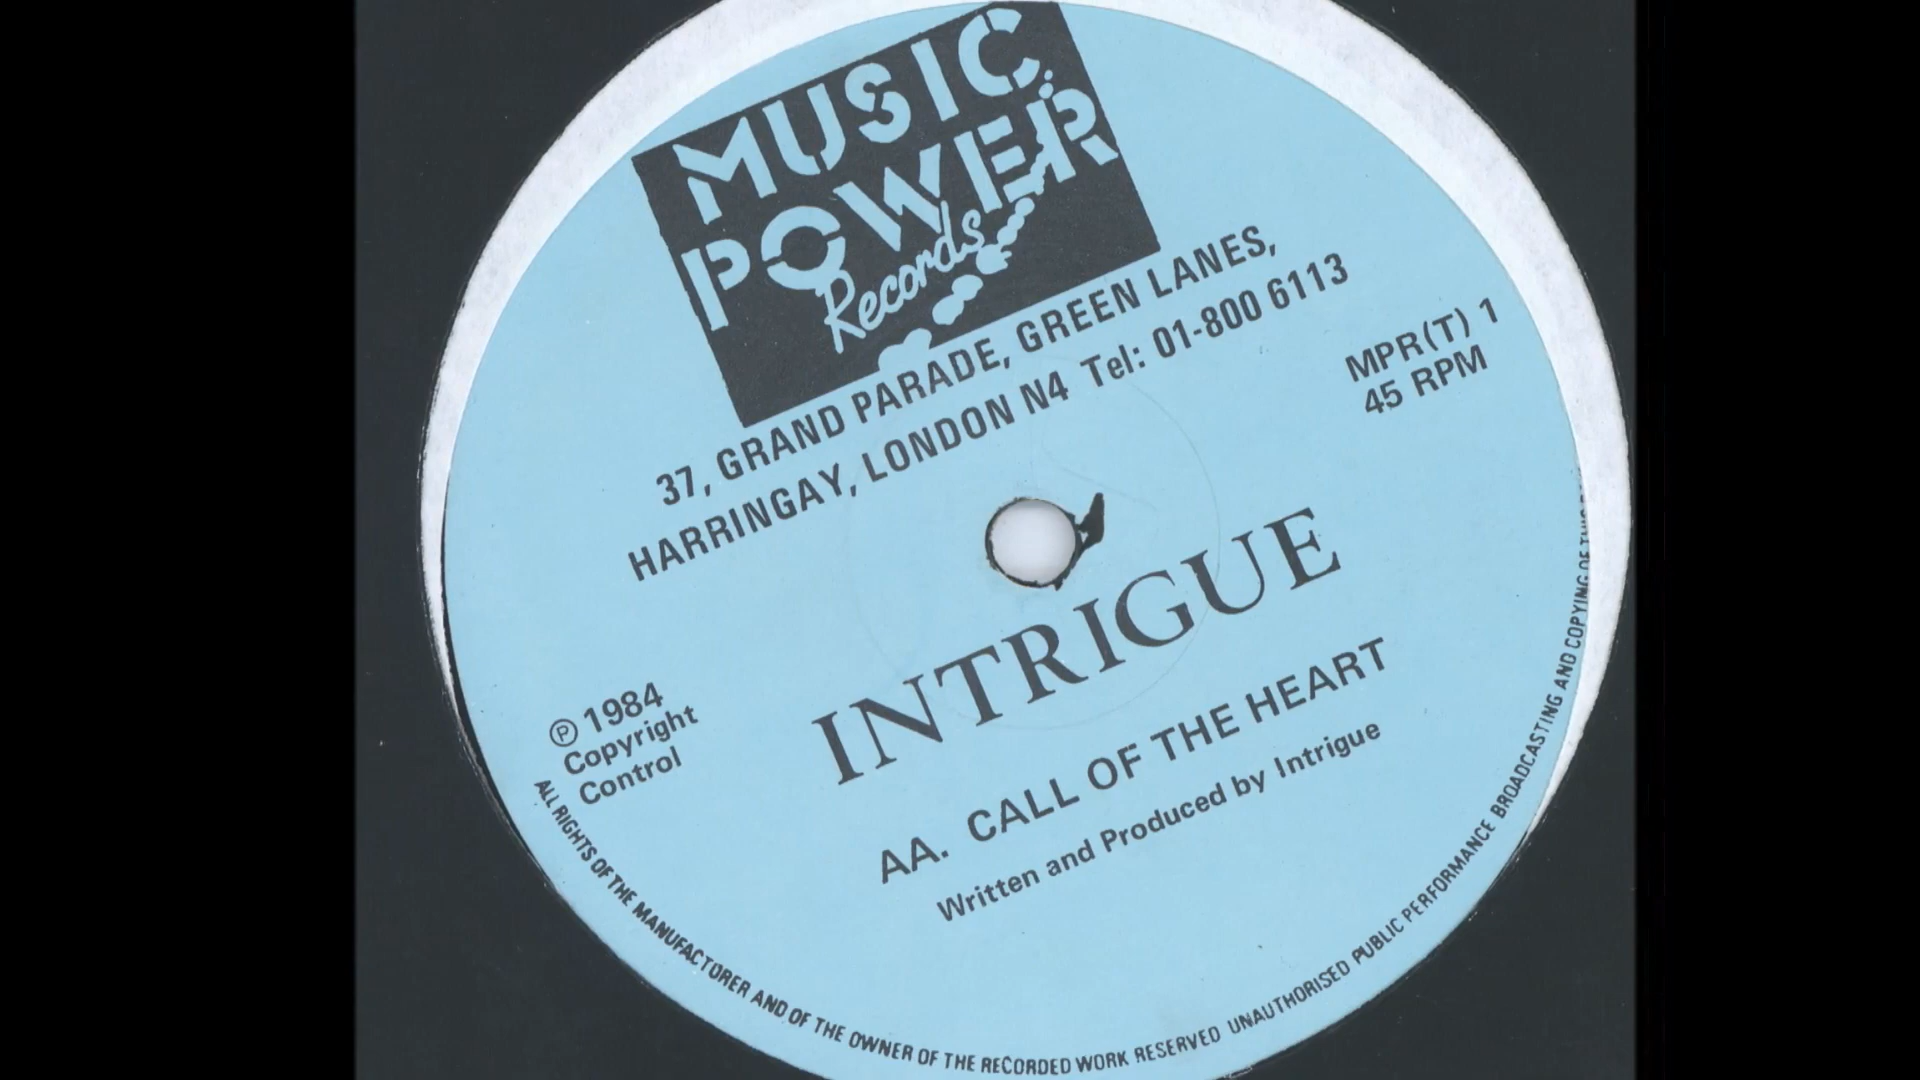 MUSIC
POWER
Records
37, GRAND PARADE, GREEN LANES,
HARRINGAY, LONDON N4 Tel: 01-800 6113
MPR(T) 1
45 RPM
INTRIGUE
℗ 1984
Copyright
Control
AA. CALL OF THE HEART
Written and Produced by Intrigue
ALL RIGHTS OF THE MANUFACTURER AND OF THE OWNER OF THE RECORDED WORK RESERVED UNAUTHORISED PUBLIC PERFORMANCE BROADCASTING AND COPYING OF THIS